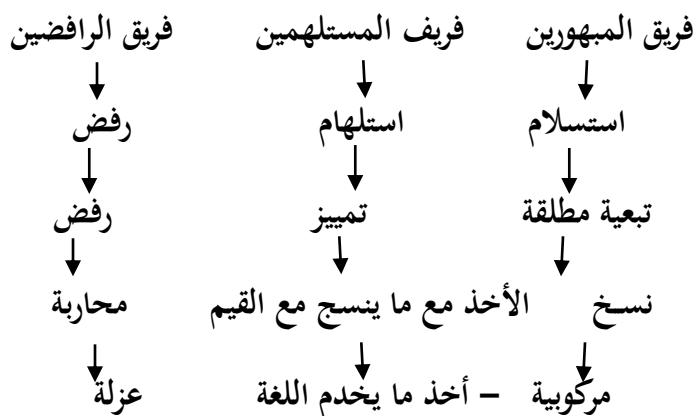 فريق المبهورين فريف المستلهمين فريق الرافضين
استسلام استلهام رفض
تبعية مطلقة تمييز رفض
نسخ الأخذ مع ما ينسج مع القيم محاربة
مركوبية – أخذ ما يخدم اللغة عزلة